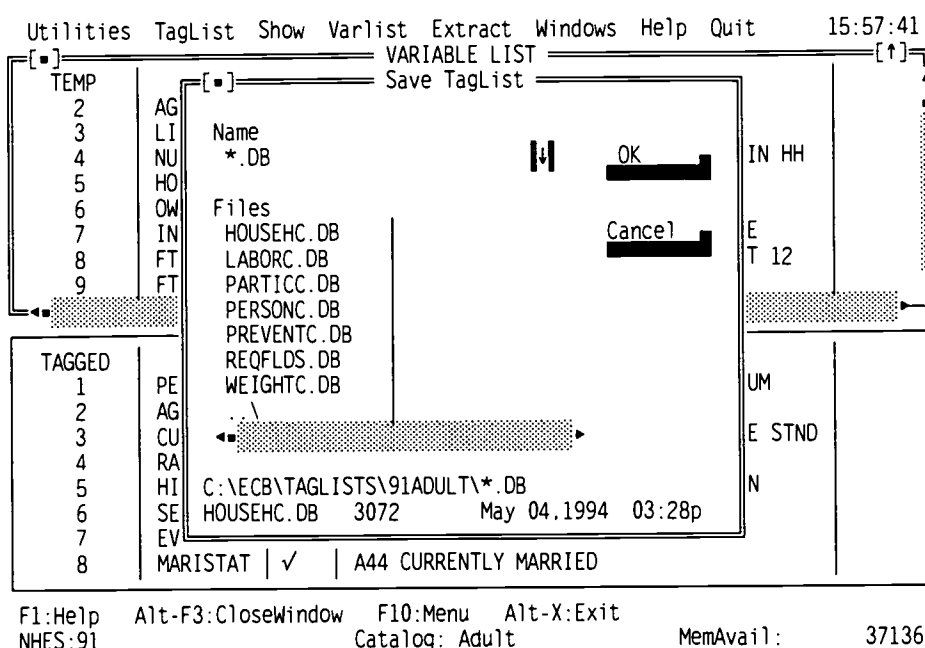 Utilities TagList Show Varlist Extract Windows Help Quit 15:57:41
[■] VARIABLE LIST [↑]
TEMP
[■] Save TagList
2 AG
3 LI Name
4 NU *.DB ↓ OK IN HH
5 HO
6 OW Files
7 IN HOUSEHC.DB Cancel E
8 FT LABORC.DB T 12
9 FT PARTICC.DB
PERSONC.DB
PREVENTC.DB
TAGGED REQFLDS.DB
1 PE WEIGHTC.DB UM
2 AG ..\
3 CU E STND
4 RA
5 HI C:\ECB\TAGLISTS\91ADULT\*.DB N
6 SE HOUSEHC.DB 3072 May 04,1994 03:28p
7 EV
8 MARISTAT | √ | A44 CURRENTLY MARRIED
F1:Help Alt-F3:CloseWindow F10:Menu Alt-X:Exit
NHES:91 Catalog: Adult MemAvail: 37136